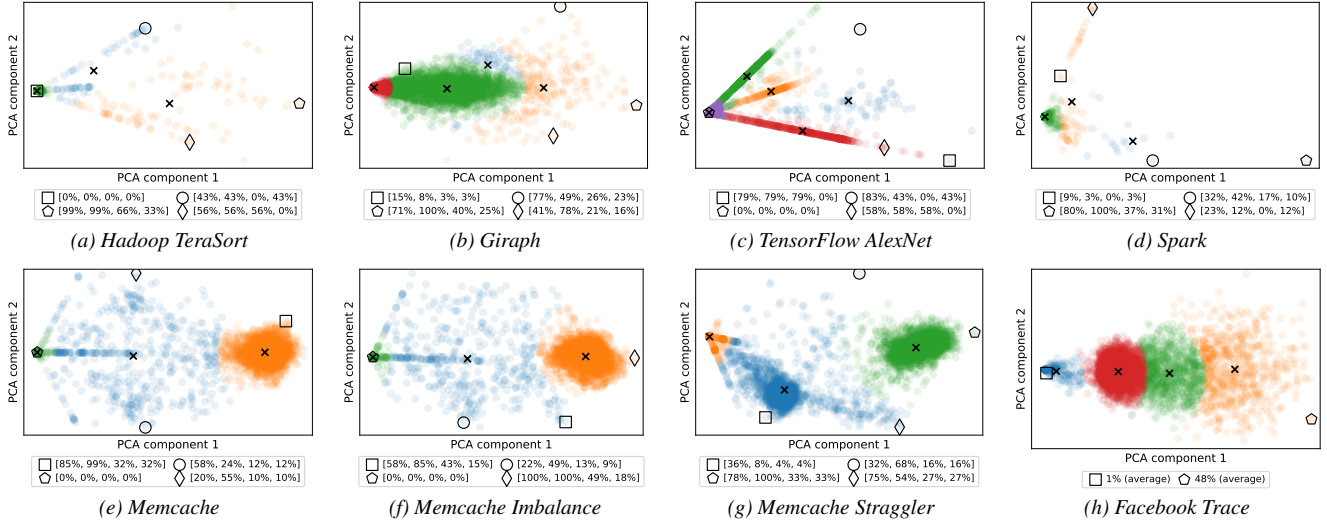 PCA component 2
PCA component 1
[0%, 0%, 0%, 0%]
[43%, 43%, 0%, 43%]
[99%, 99%, 66%, 33%]
[56%, 56%, 56%, 0%]
(a) Hadoop TeraSort
PCA component 2
PCA component 1
[15%, 8%, 3%, 3%]
[77%, 49%, 26%, 23%]
[71%, 100%, 40%, 25%]
[41%, 78%, 21%, 16%]
(b) Giraph
PCA component 2
PCA component 1
[79%, 79%, 79%, 0%]
[83%, 43%, 0%, 43%]
[0%, 0%, 0%, 0%]
[58%, 58%, 58%, 0%]
(c) TensorFlow AlexNet
PCA component 2
PCA component 1
[9%, 3%, 0%, 3%]
[32%, 42%, 17%, 10%]
[80%, 100%, 37%, 31%]
[23%, 12%, 0%, 12%]
(d) Spark
PCA component 2
PCA component 1
[85%, 99%, 32%, 32%]
[58%, 24%, 12%, 12%]
[0%, 0%, 0%, 0%]
[20%, 55%, 10%, 10%]
(e) Memcache
PCA component 2
PCA component 1
[58%, 85%, 43%, 15%]
[22%, 49%, 13%, 9%]
[0%, 0%, 0%, 0%]
[100%, 100%, 49%, 18%]
(f) Memcache Imbalance
PCA component 2
PCA component 1
[36%, 8%, 4%, 4%]
[32%, 68%, 16%, 16%]
[78%, 100%, 33%, 33%]
[75%, 54%, 27%, 27%]
(g) Memcache Straggler
PCA component 2
PCA component 1
1% (average)
48% (average)
(h) Facebook Trace